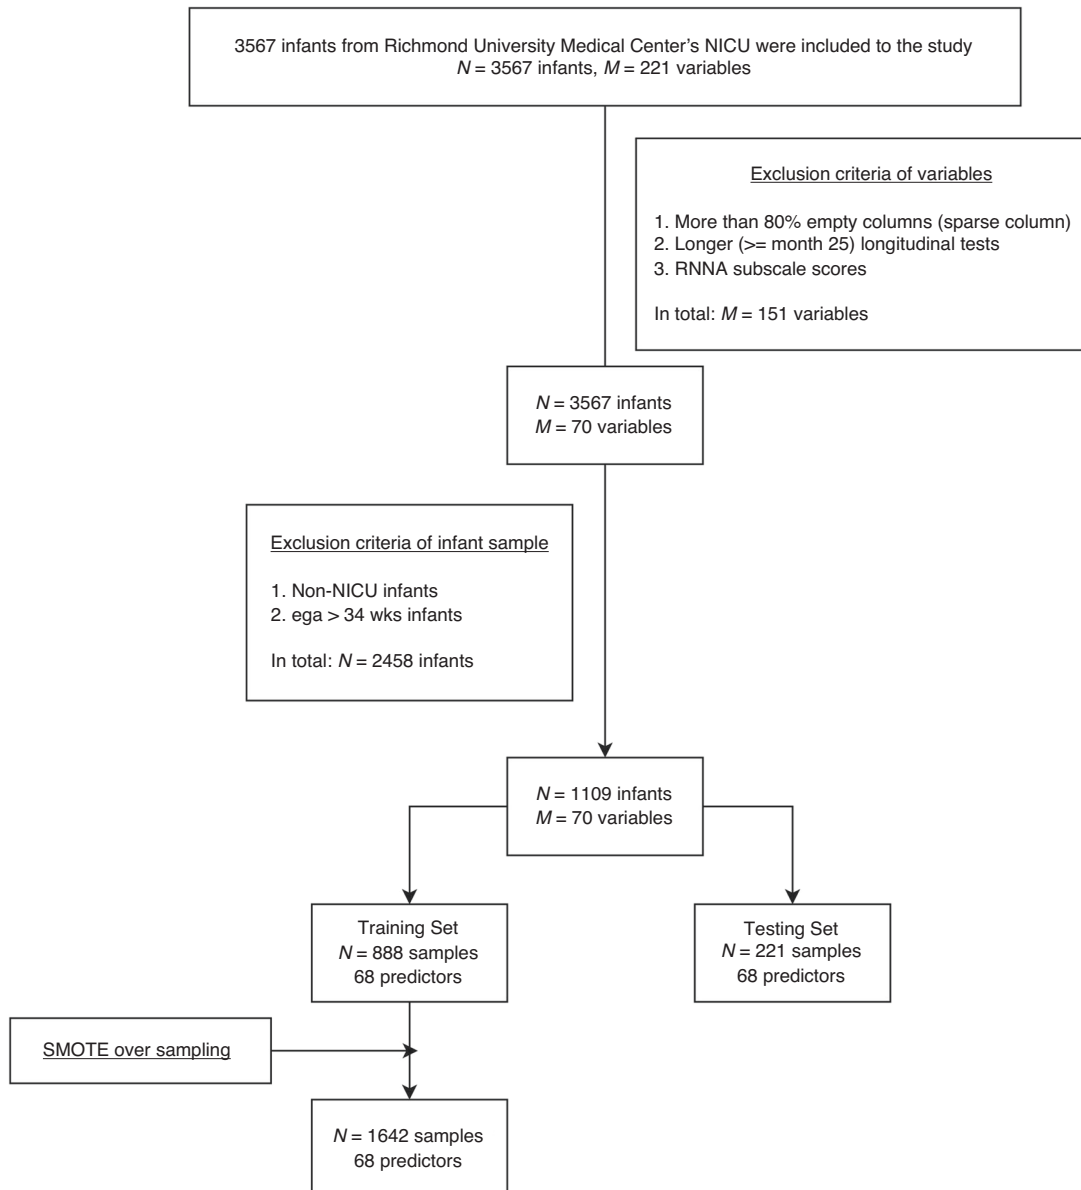 3567 infants from Richmond University Medical Center's NICU were included to the study
N = 3567 infants, M = 221 variables
Exclusion criteria of variables
1. More than 80% empty columns (sparse column)
2. Longer (>= month 25) longitudinal tests
3. RNNA subscale scores
In total: M = 151 variables
N = 3567 infants
M = 70 variables
Exclusion criteria of infant sample
1. Non-NICU infants
2. ega > 34 wks infants
In total: N = 2458 infants
N = 1109 infants
M = 70 variables
Training Set
N = 888 samples
68 predictors
Testing Set
N = 221 samples
68 predictors
SMOTE over sampling
N = 1642 samples
68 predictors